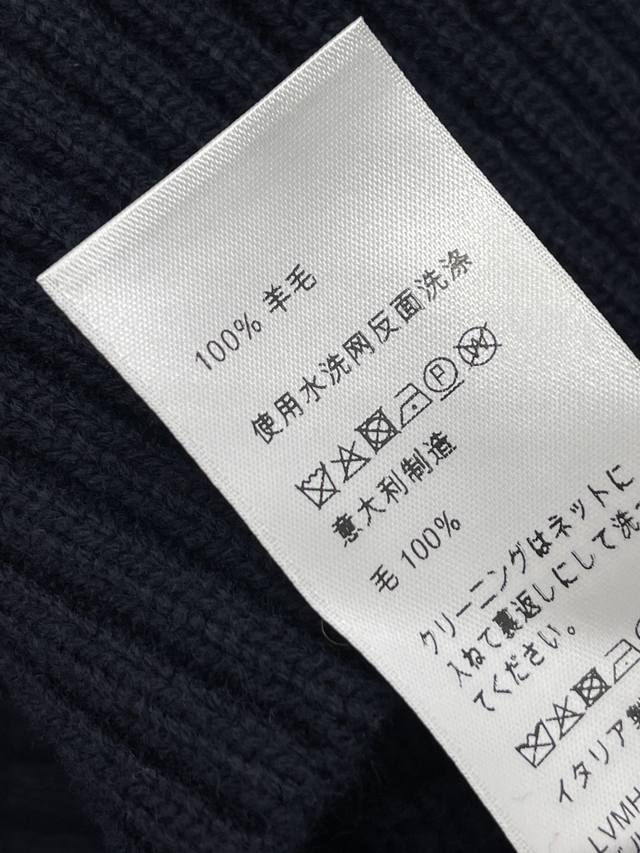 100% 羊毛
使用水洗网反面洗涤
P
意大利制造
毛 100%
クリーニングはネットに
入ねて裏返しにして洗っ
てください。
イタリア製
LVMH